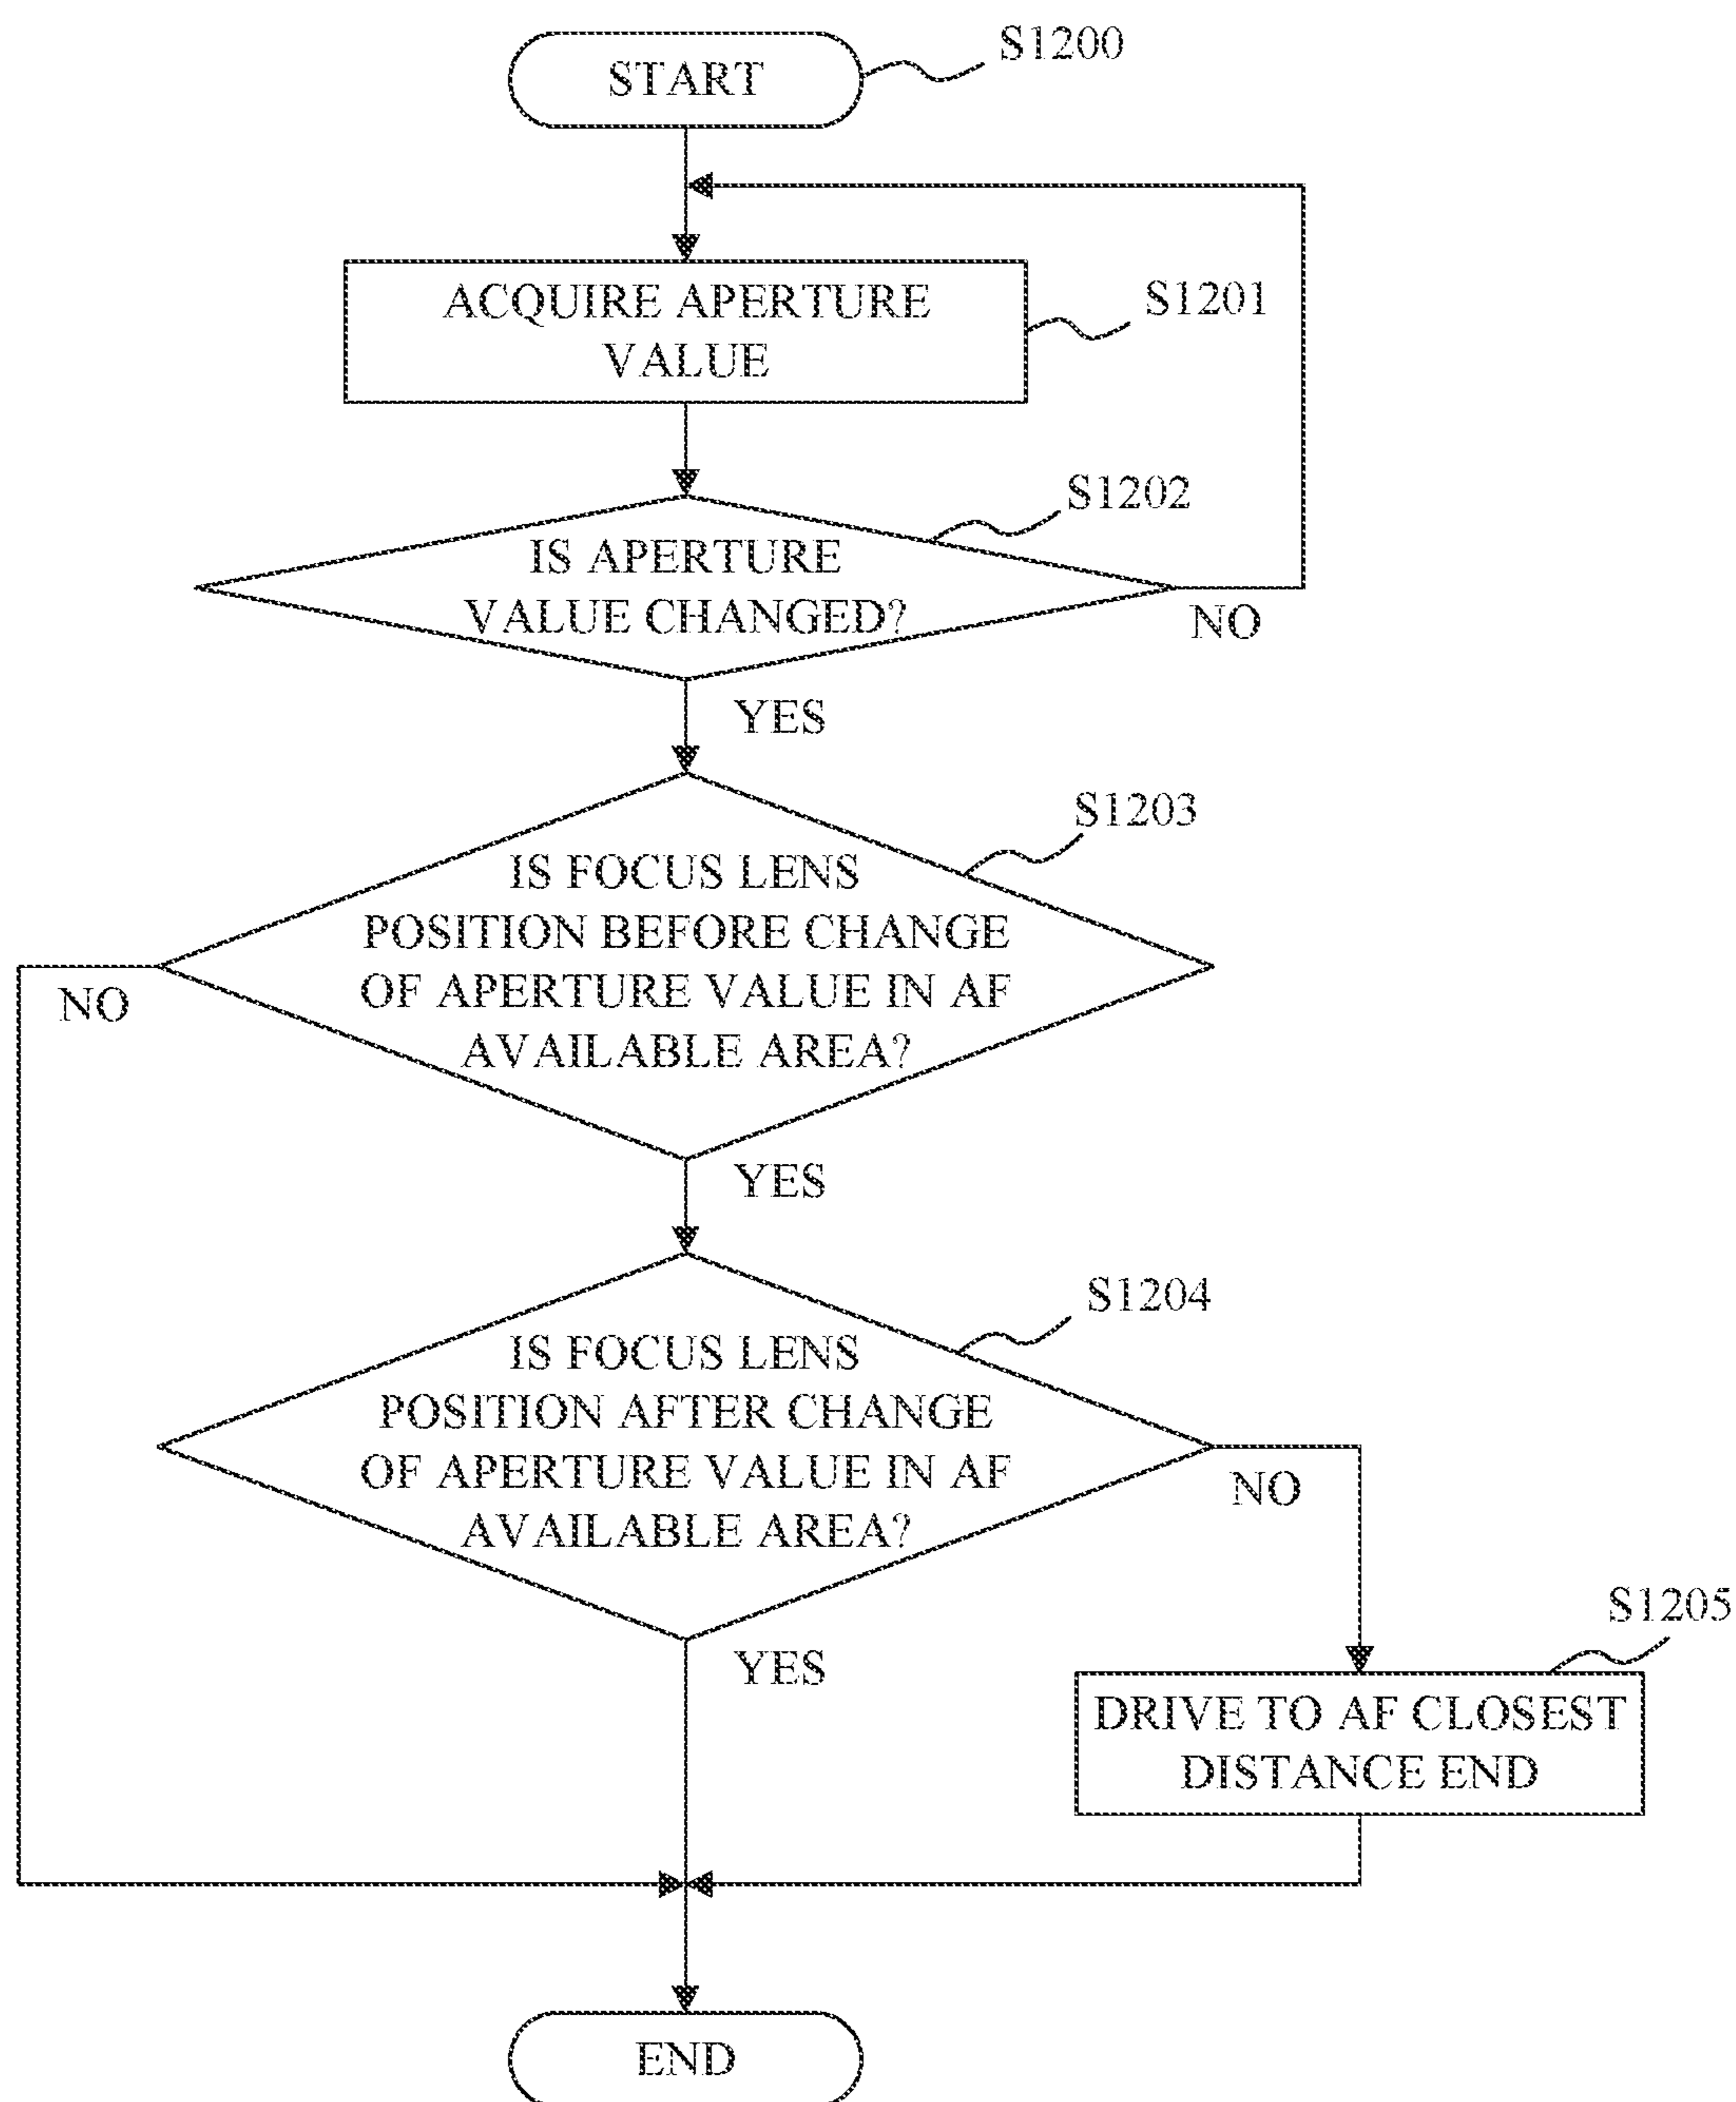 START
S1200
ACQUIRE APERTURE
VALUE
S1201
S1202
IS APERTURE
VALUE CHANGED?
NO
YES
S1203
IS FOCUS LENS
POSITION BEFORE CHANGE
OF APERTURE VALUE IN AF
AVAILABLE AREA?
NO
YES
S1204
IS FOCUS LENS
POSITION AFTER CHANGE
OF APERTURE VALUE IN AF
AVAILABLE AREA?
NO
YES
S1205
DRIVE TO AF CLOSEST
DISTANCE END
END